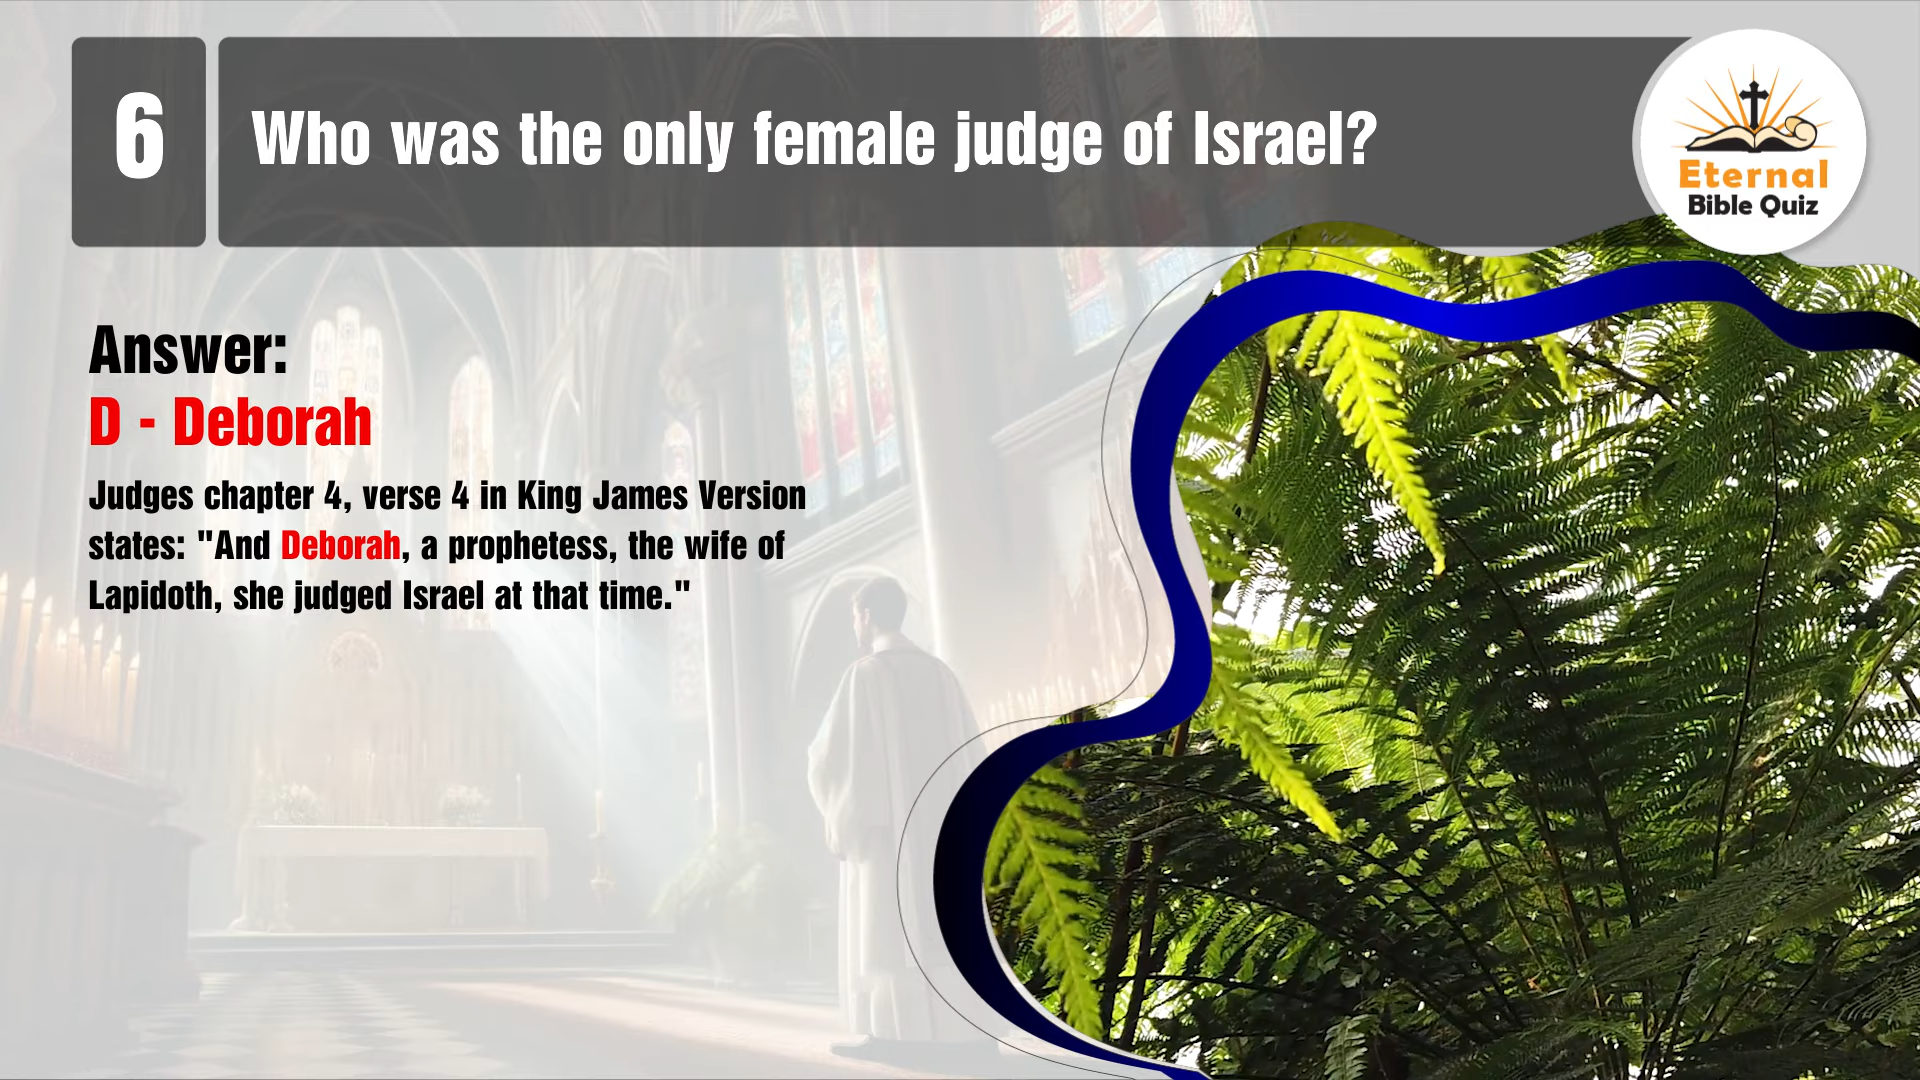 6
Who was the only female judge of Israel?
Eternal
Bible Quiz
Answer:
D - Deborah
Judges chapter 4, verse 4 in King James Version
states: "And Deborah, a prophetess, the wife of
Lapidoth, she judged Israel at that time."